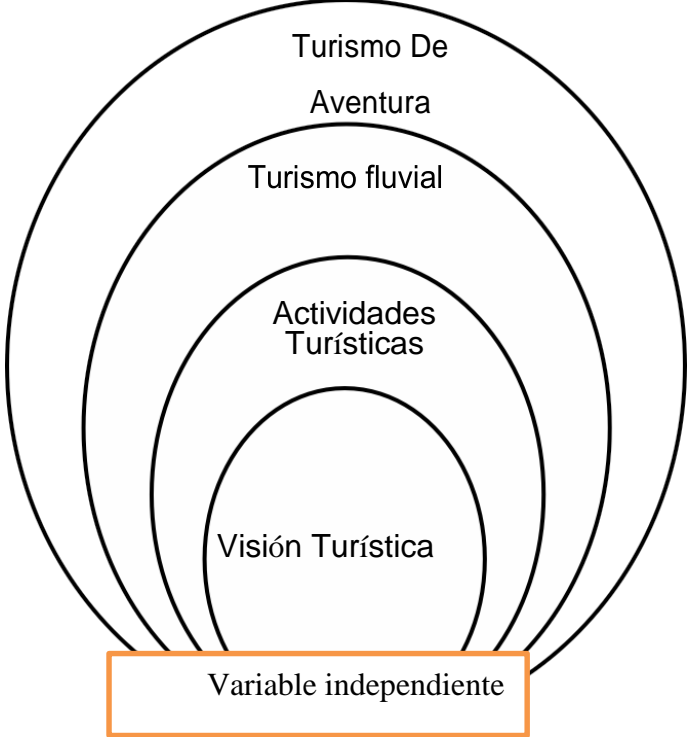 Turismo De
Aventura
Turismo fluvial
Actividades
Turísticas
Visión Turística
Variable independiente